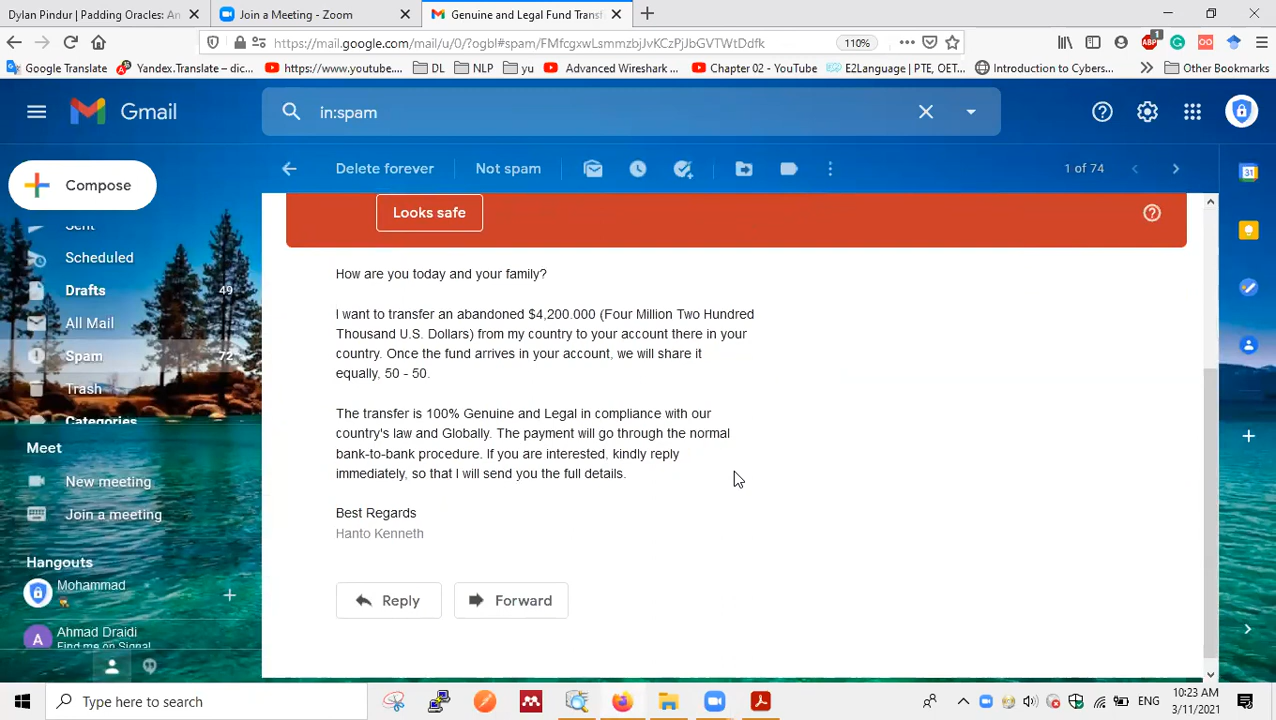 Dylan Pindur | Padding Oracles: An
Join a Meeting - Zoom
Genuine and Legal Fund Transf
https://mail.google.com/mail/u/0/?ogbl#spam/FMfcgxwLsmmzbjJvKCzPjJbGVTWtDdfk
110%
Google Translate
Yandex.Translate – dic...
https://www.youtube....
DL
NLP
yu
Advanced Wireshark ...
Chapter 02 - YouTube
E2Language | PTE, OET...
Introduction to Cybers...
Other Bookmarks
Gmail
in:spam
Compose
Delete forever
Not spam
1 of 74
Sent
Scheduled
Drafts 49
All Mail
Spam 72
Trash
Categories
Meet
New meeting
Join a meeting
Hangouts
Mohammad
Ahmad Draidi
Find me on Signal
Looks safe
How are you today and your family?
I want to transfer an abandoned $4,200.000 (Four Million Two Hundred
Thousand U.S. Dollars) from my country to your account there in your
country. Once the fund arrives in your account, we will share it
equally, 50 - 50.
The transfer is 100% Genuine and Legal in compliance with our
country's law and Globally. The payment will go through the normal
bank-to-bank procedure. If you are interested, kindly reply
immediately, so that I will send you the full details.
Best Regards
Hanto Kenneth
Reply
Forward
31
Type here to search
ENG
10:23 AM
3/11/2021